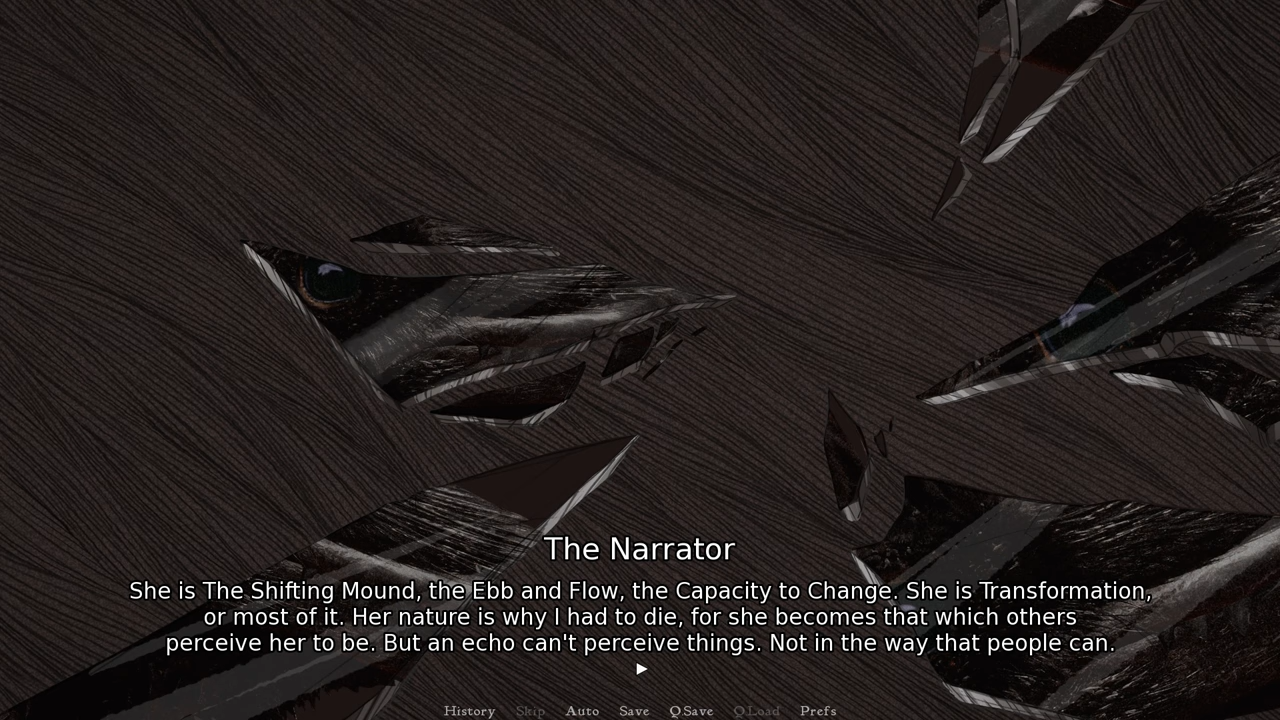 The Narrator
She is The Shifting Mound, the Ebb and Flow, the Capacity to Change. She is Transformation,
or most of it. Her nature is why I had to die, for she becomes that which others
perceive her to be. But an echo can't perceive things. Not in the way that people can.
History Skip Auto Save Q.Save Q.Load Prefs